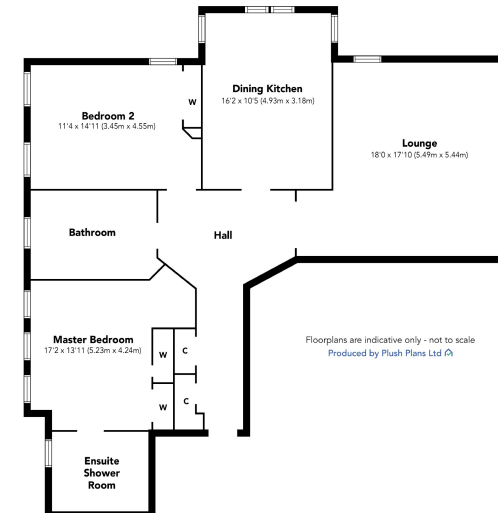 Dining Kitchen
16'2 x 10'5 (4.93m x 3.18m)
W
Bedroom 2
11'4 x 14'11 (3.45m x 4.55m)
Lounge
18'0 x 17'10 (5.49m x 5.44m)
Bathroom
Hall
Master Bedroom
17'2 x 13'11 (5.23m x 4.24m)
W
C
W
C
Ensuite
Shower
Room
Floorplans are indicative only - not to scale
Produced by Plush Plans Ltd